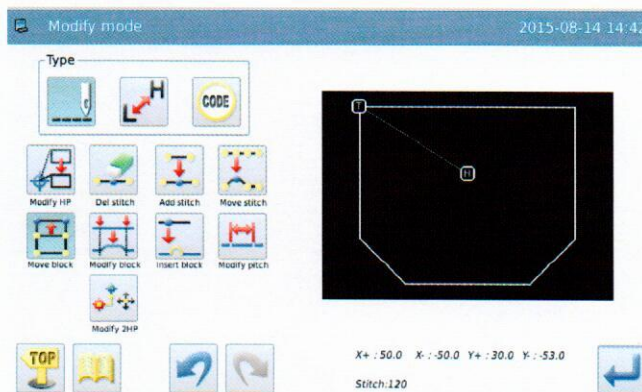 Modify mode 2015-08-14 14:42
Type
L H CODE
T
H
Modify HP Del stitch Add stitch Move stitch
Move block Modify block Insert block Modify pitch
Modify 2HP
TOP
X+ : 50.0 X- : -50.0 Y+ : 30.0 Y- : -53.0
Stitch:120